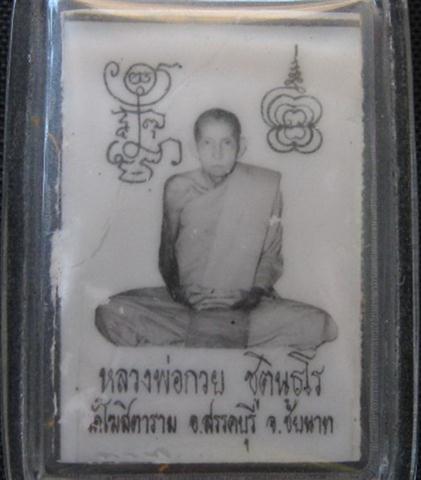 หลวงพ่อกวย ชุตินฺธโร
วัดโฆสิตาราม อ.สรรคบุรี จ.ชัยนาท